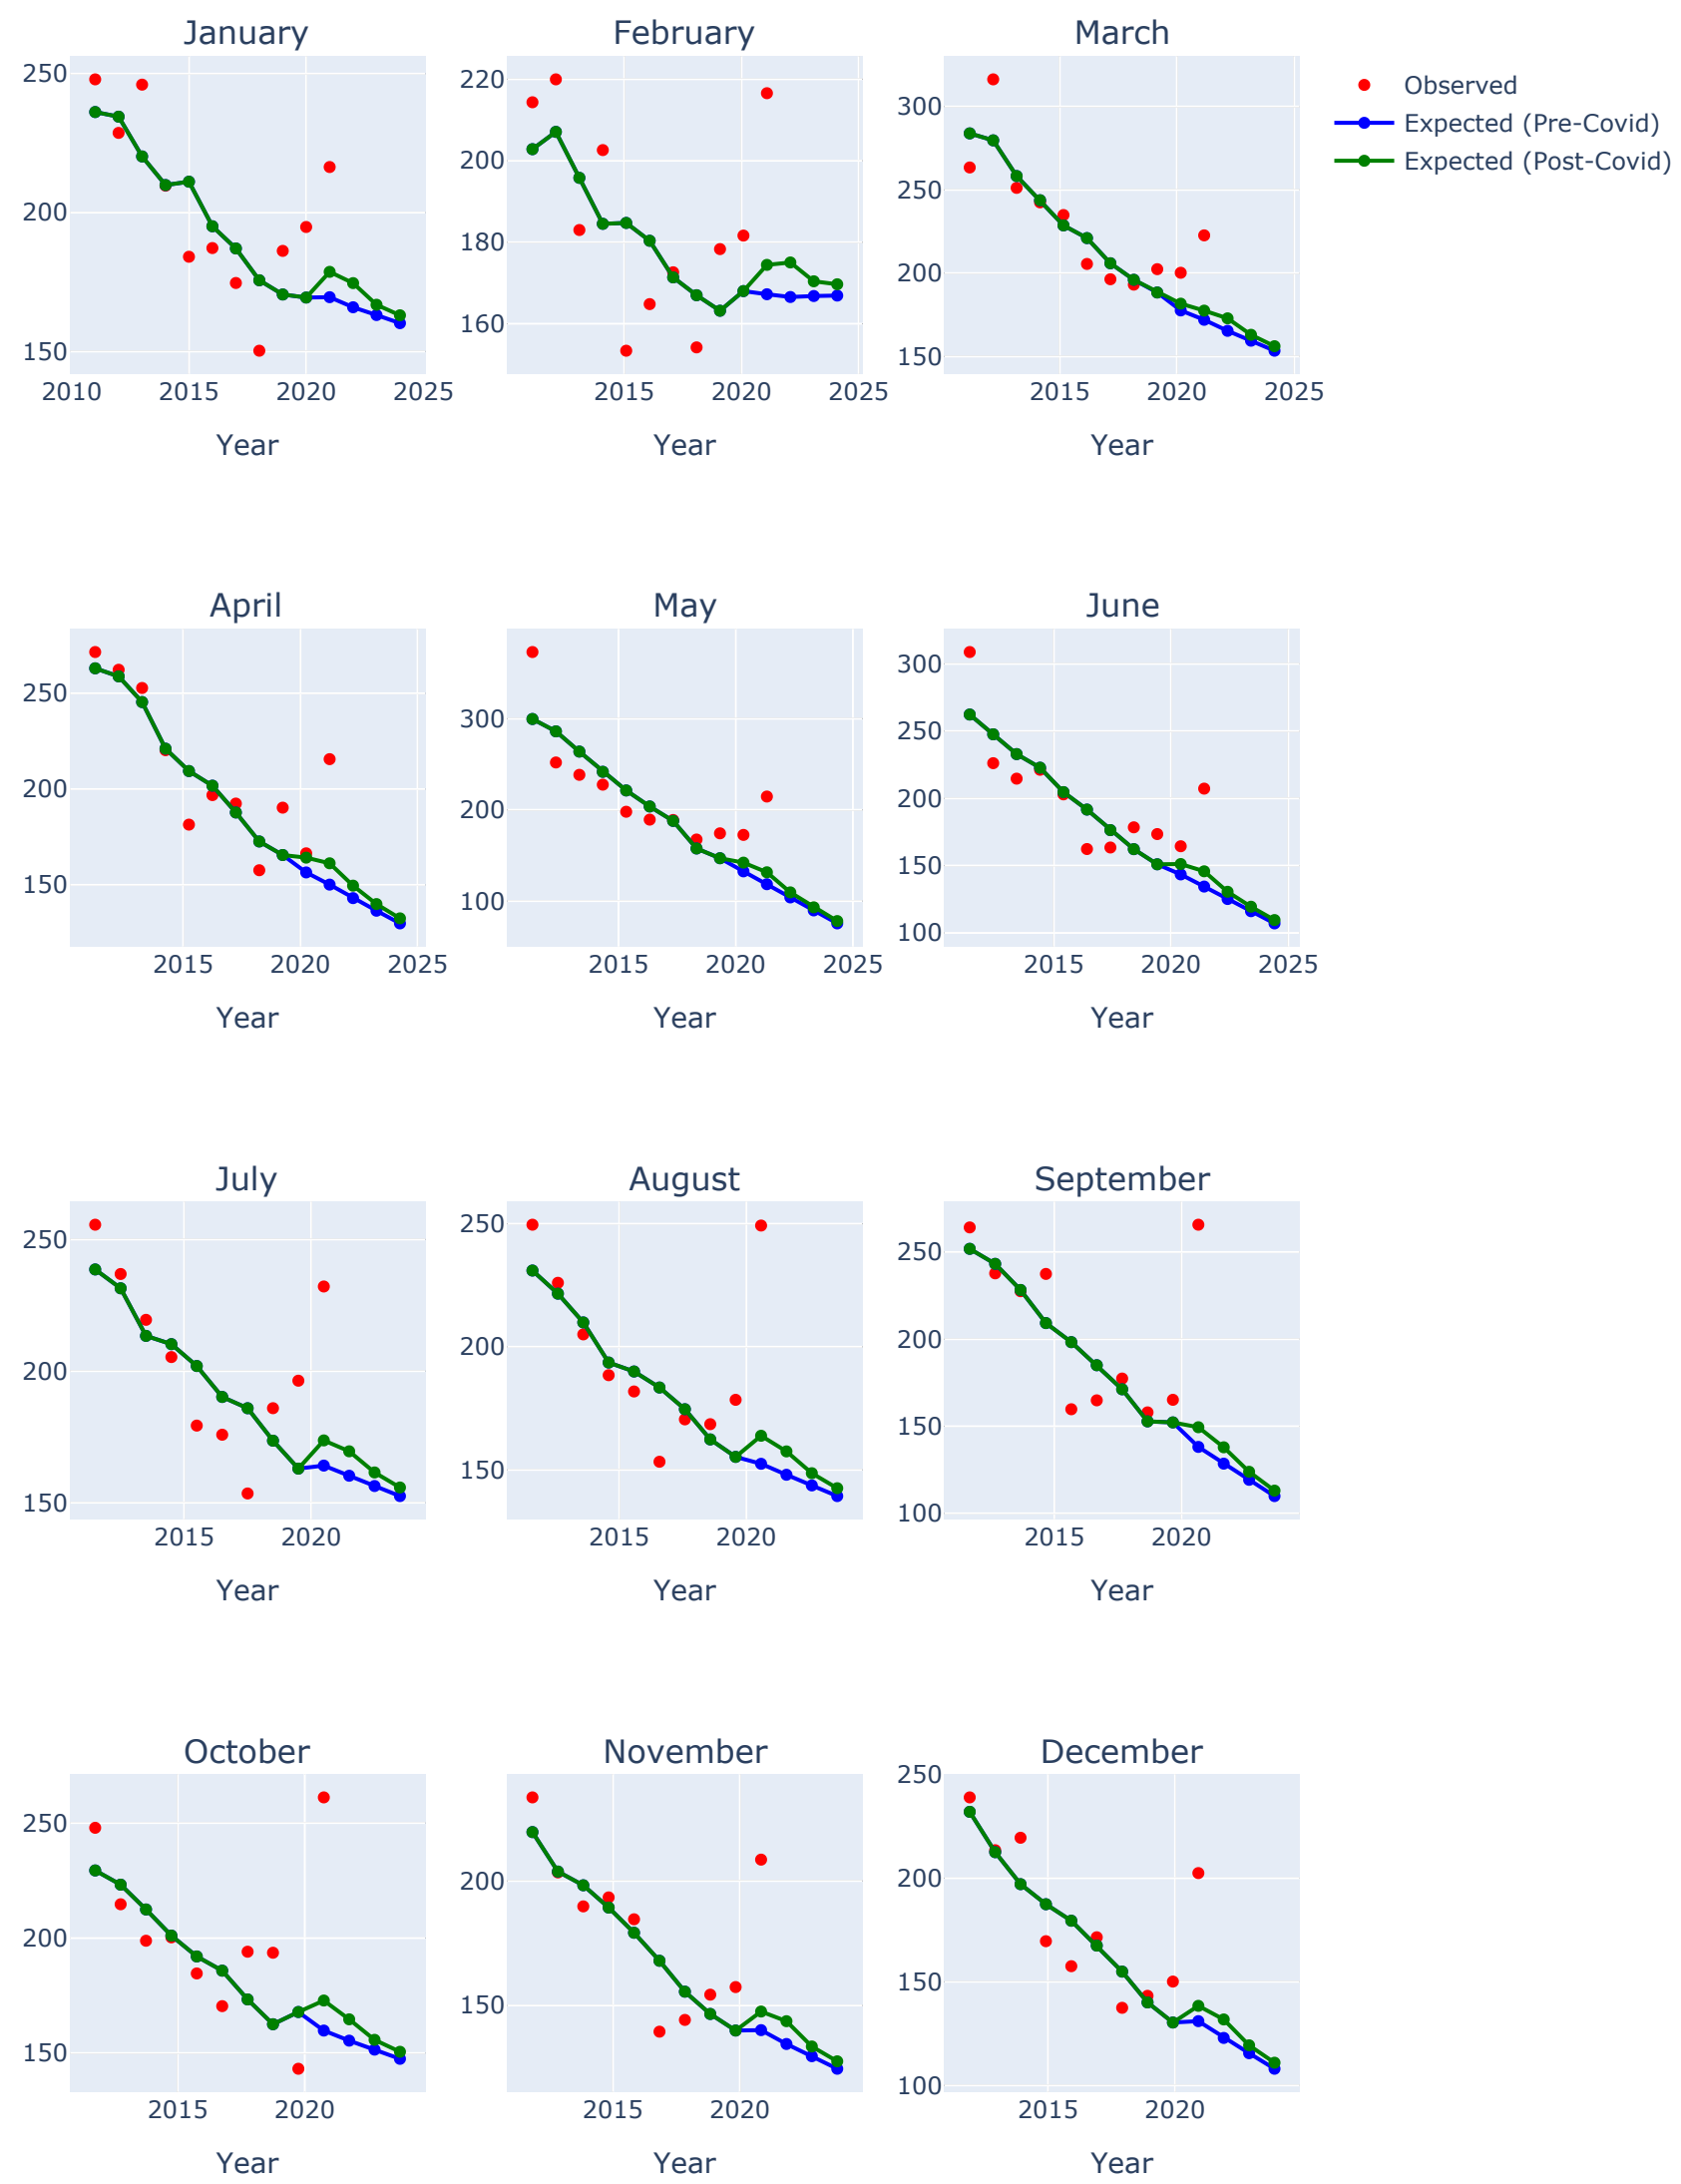 January
February
March
Observed
Expected (Pre-Covid)
Expected (Post-Covid)
250
200
150
2010 2015 2020 2025
Year
220
200
180
160
2015 2020 2025
Year
300
250
200
150
2015 2020 2025
Year
April
May
June
250
200
150
2015 2020 2025
Year
300
200
100
2015 2020 2025
Year
300
250
200
150
100
2015 2020 2025
Year
July
August
September
250
200
150
2015 2020
Year
250
200
150
2015 2020
Year
250
200
150
100
2015 2020
Year
October
November
December
250
200
150
2015 2020
Year
200
150
2015 2020
Year
250
200
150
100
2015 2020
Year